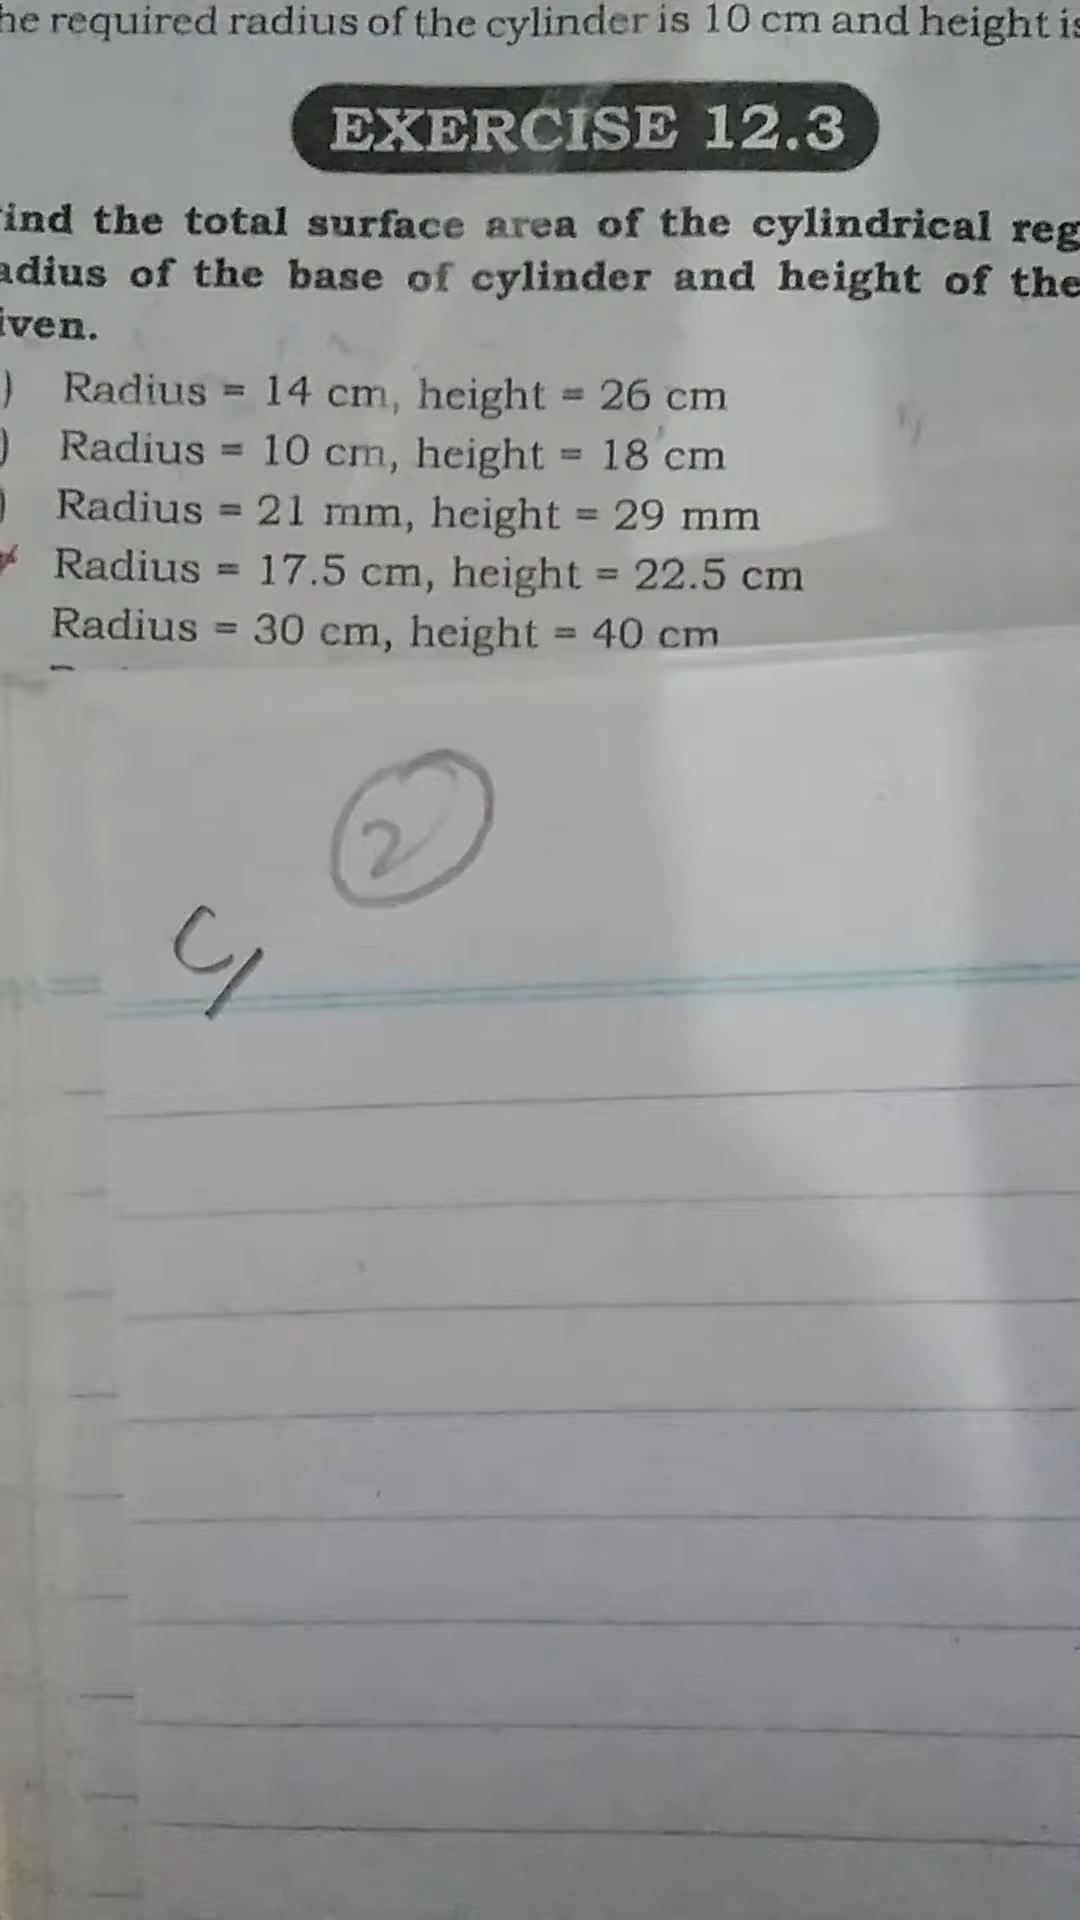 he required radius of the cylinder is 10 cm and height is
EXERCISE 12.3
ind the total surface area of the cylindrical reg
adius of the base of cylinder and height of the
iven.
) Radius = 14 cm, height = 26 cm
) Radius = 10 cm, height = 18 cm
) Radius = 21 mm, height = 29 mm
Radius = 17.5 cm, height = 22.5 cm
Radius = 30 cm, height = 40 cm
2